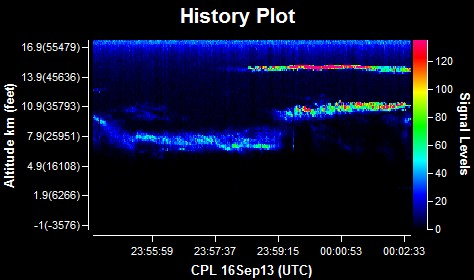 History Plot
16.9(55479)
13.9(45636)
10.9(35793)
7.9(25951)
4.9(16108)
1.9(6266)
-1(-3576)
Altitude km (feet)
23:55:59 23:57:37 23:59:15 00:00:53 00:02:33
CPL 16Sep13 (UTC)
120
100
80
60
40
20
0
Signal Levels